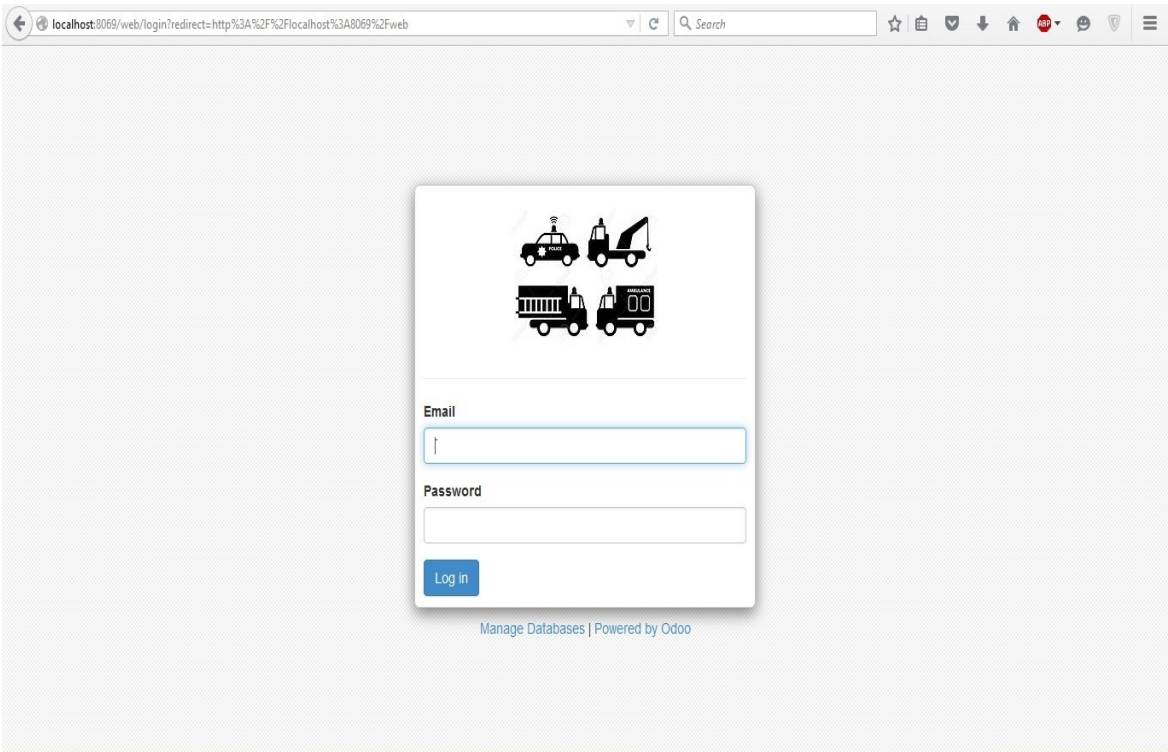 localhost:8069/web/login?redirect=http%3A%2F%2Flocalhost%3A8069%2Fweb
Search
ABP
POLICE
AMBULANCE
Email
Password
Log in
Manage Databases | Powered by Odoo